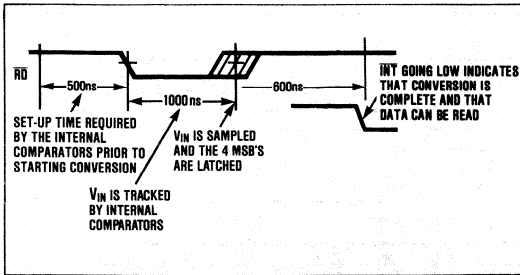 RD
500ns
1000ns
600ns
INT GOING LOW INDICATES
THAT CONVERSION IS
COMPLETE AND THAT
DATA CAN BE READ
SET-UP TIME REQUIRED
BY THE INTERNAL
COMPARATORS PRIOR TO
STARTING CONVERSION
VIN IS SAMPLED
AND THE 4 MSB'S
ARE LATCHED
VIN IS TRACKED
BY INTERNAL
COMPARATORS